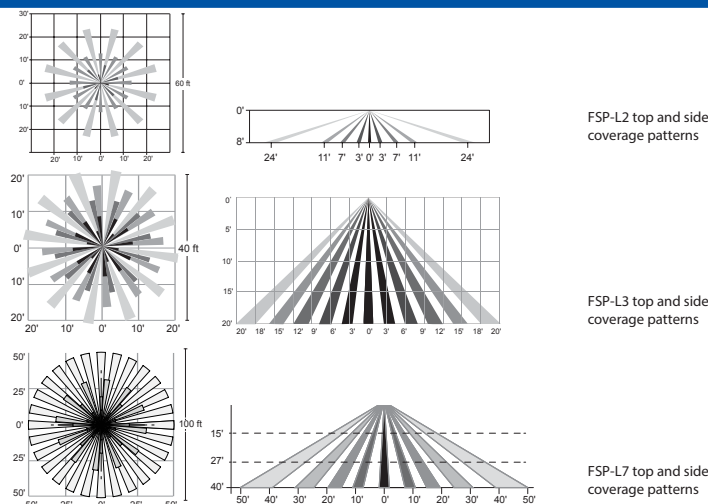 30'
20'
10'
0'
10'
20'
20' 10' 0' 10' 20'
60 ft
0'
8'
24' 11' 7' 3' 0' 3' 7' 11' 24'
FSP-L2 top and side
coverage patterns
20'
10'
0'
10'
20'
20' 10' 0' 10' 20'
40 ft
0'
5'
10'
15'
20'
20' 18' 15' 12' 9' 6' 3' 0' 3' 6' 9' 12' 15' 18' 20'
FSP-L3 top and side
coverage patterns
50'
25'
0'
25'
50'
50' 25' 0' 25' 50'
100 ft
15'
27'
40'
50' 40' 30' 20' 10' 0' 10' 20' 30' 40' 50'
FSP-L7 top and side
coverage patterns